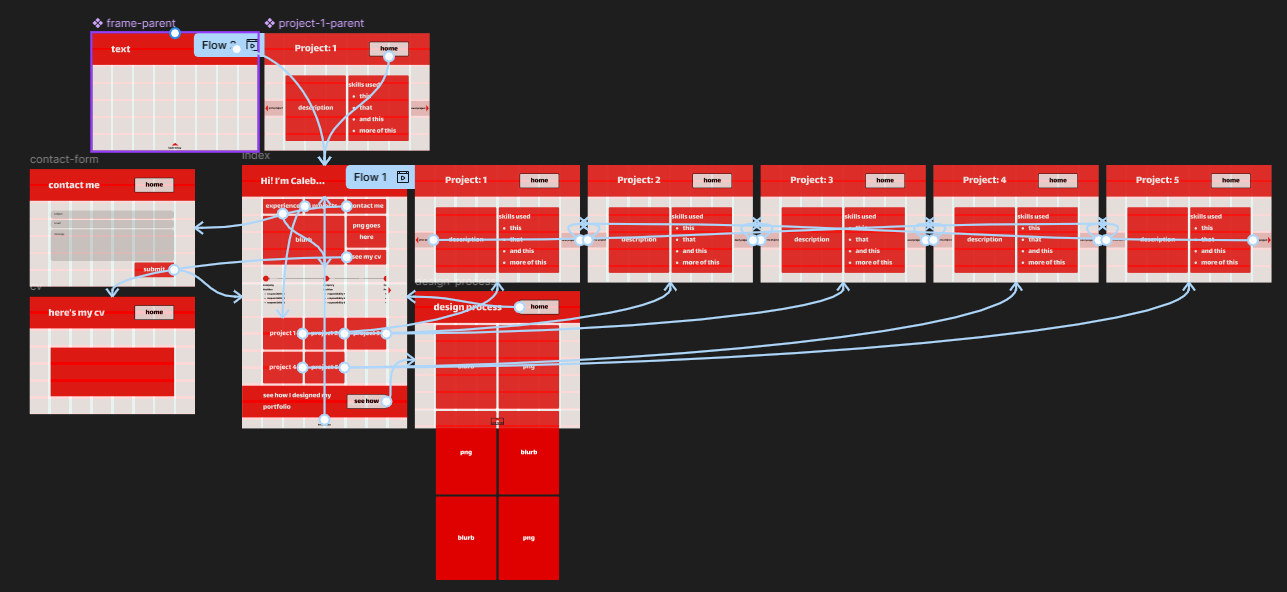 frame-parent
project-1-parent
text
Flow 2
Project: 1
home
skills used
this
description
that
and this
more of this
contact-form
index
contact me
home
Hi! I'm Caleb...
Flow 1
experience
contact me
png goes
here
blurb
see my cv
submit
cv
here's my cv
home
project 1
project 4
see how I designed my
portfolio
see how
Project: 1
home
skills used
this
description
that
and this
more of this
Project: 2
home
skills used
this
description
that
and this
more of this
Project: 3
home
skills used
this
description
that
and this
more of this
Project: 4
home
skills used
this
description
that
and this
more of this
Project: 5
home
skills used
this
description
that
and this
more of this
design-process
design process
home
blurb
png
png
blurb
blurb
png